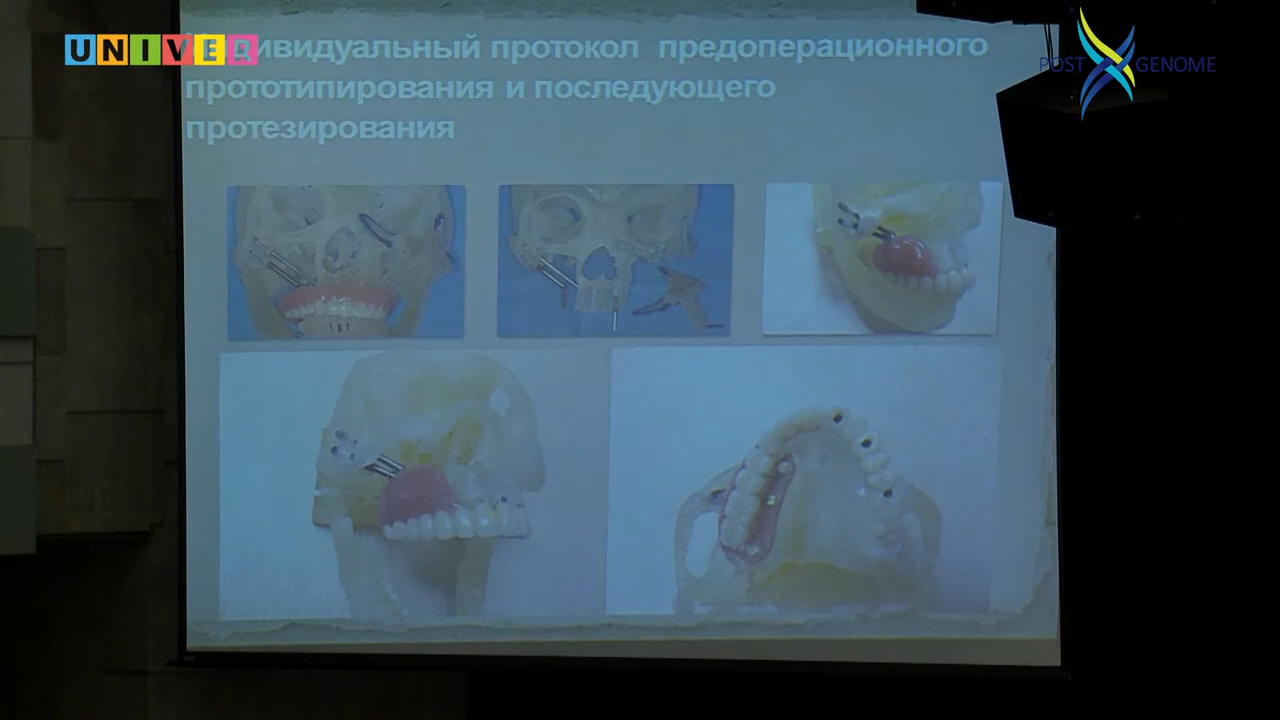 UNIVER
ивидуальный протокол предоперационного
прототипирования и последующего
протезирования
POST GENOME